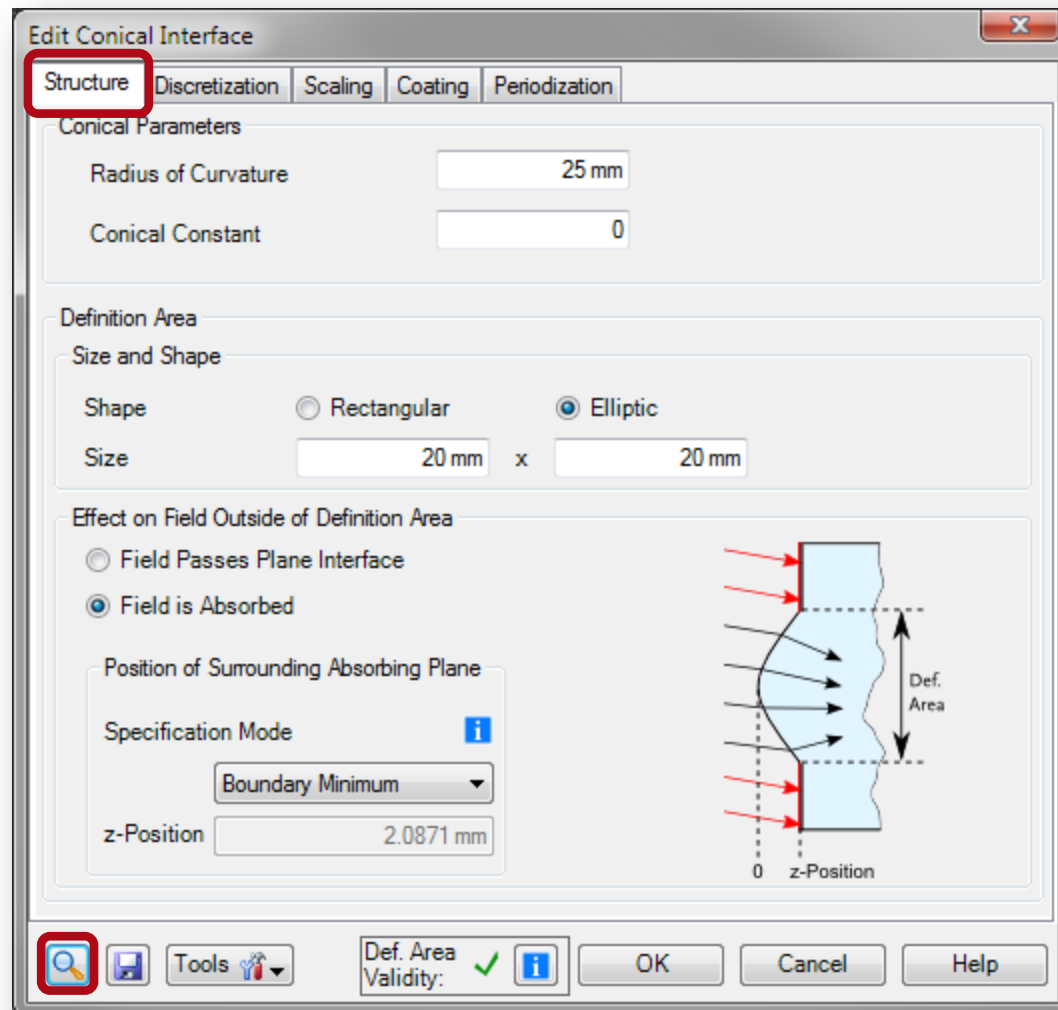 Edit Conical Interface
Structure Discretization Scaling Coating Periodization
Conical Parameters
Radius of Curvature 25 mm
Conical Constant 0
Definition Area
Size and Shape
Shape Rectangular Elliptic
Size 20 mm x 20 mm
Effect on Field Outside of Definition Area
Field Passes Plane Interface
Field is Absorbed
Position of Surrounding Absorbing Plane
Specification Mode i
Boundary Minimum
z-Position 2.0871 mm
Def.
Area
0 z-Position
Tools
Def. Area
Validity: i
OK Cancel Help